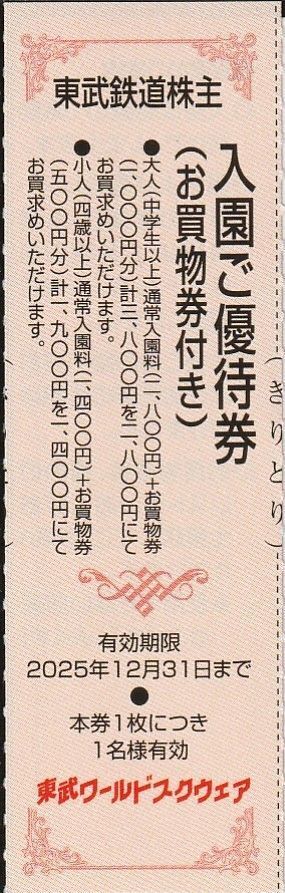 東武鉄道株主
入園ご優待券
(お買物券付き)
●大人(中学生以上)通常入園料(二、八〇〇円)+お買物券
(一、〇〇〇円分)計三、八〇〇円を二、八〇〇円にて
お買求めいただけます。
●小人(四歳以上)通常入園料(一、四〇〇円)+お買物券
(五〇〇円分)計一、九〇〇円を一、四〇〇円にて
お買求めいただけます。
(きりとり)
有効期限
2025年12月31日まで
●
本券1枚につき
1名様有効
東武ワールドスクウェア